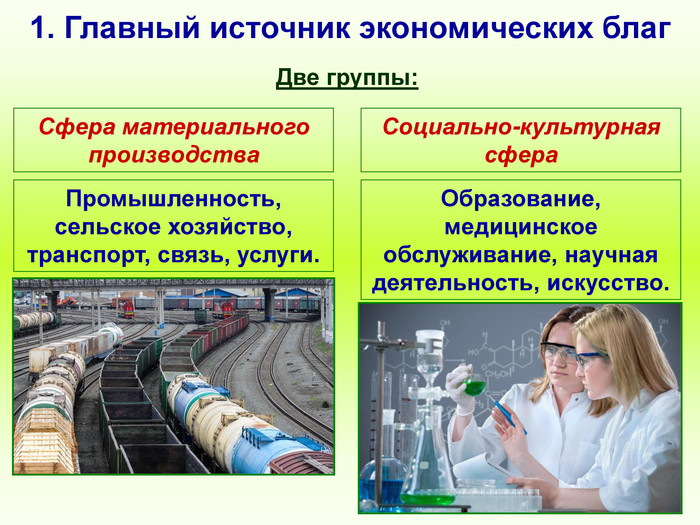 1. Главный источник экономических благ
Две группы:
Сфера материального
производства
Социально-культурная
сфера
Промышленность,
сельское хозяйство,
транспорт, связь, услуги.
Образование,
медицинское
обслуживание, научная
деятельность, искусство.